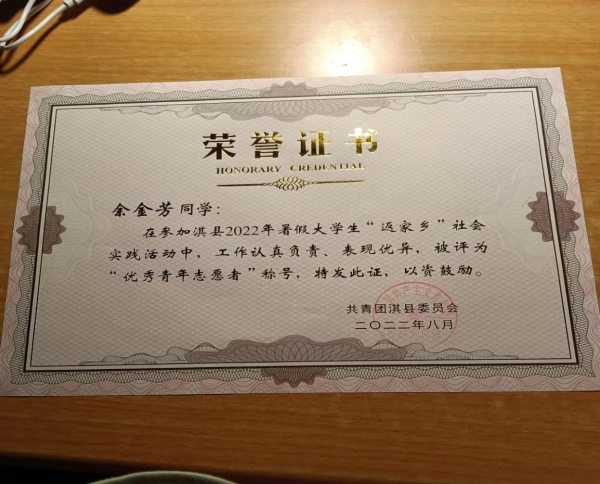 荣誉证书
HONORARY CREDENTIAL
余金芳 同学：
在参加淇县2022年暑假大学生“返家乡”社会
实践活动中，工作认真负责、表现优异，被评为
“优秀青年志愿者”称号，特发此证，以资鼓励。
共青团淇县委员会
二〇二二年八月